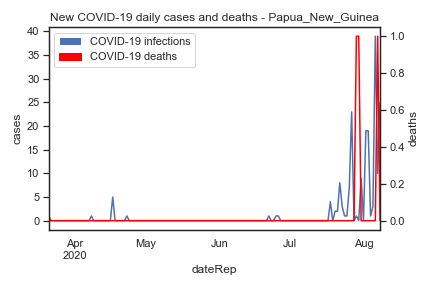 New COVID-19 daily cases and deaths - Papua_New_Guinea
COVID-19 infections
COVID-19 deaths
40
35
30
25
20
15
10
5
0
cases
1.0
0.8
0.6
0.4
0.2
0.0
deaths
Apr May Jun Jul Aug
2020
dateRep